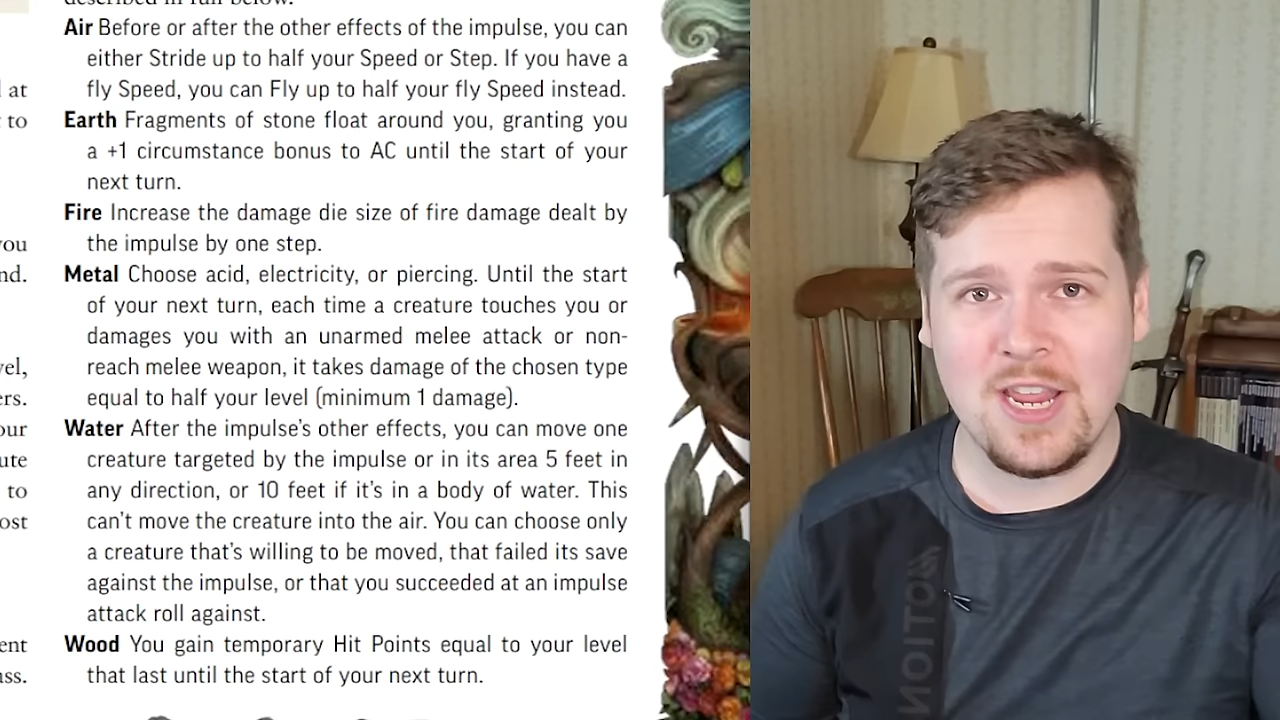 described in full below.
Air Before or after the other effects of the impulse, you can
either Stride up to half your Speed or Step. If you have a
fly Speed, you can Fly up to half your fly Speed instead.
Earth Fragments of stone float around you, granting you
a +1 circumstance bonus to AC until the start of your
next turn.
Fire Increase the damage die size of fire damage dealt by
the impulse by one step.
Metal Choose acid, electricity, or piercing. Until the start
of your next turn, each time a creature touches you or
damages you with an unarmed melee attack or non-
reach melee weapon, it takes damage of the chosen type
equal to half your level (minimum 1 damage).
Water After the impulse's other effects, you can move one
creature targeted by the impulse or in its area 5 feet in
any direction, or 10 feet if it's in a body of water. This
can't move the creature into the air. You can choose only
a creature that's willing to be moved, that failed its save
against the impulse, or that you succeeded at an impulse
attack roll against.
Wood You gain temporary Hit Points equal to your level
that last until the start of your next turn.
at
to